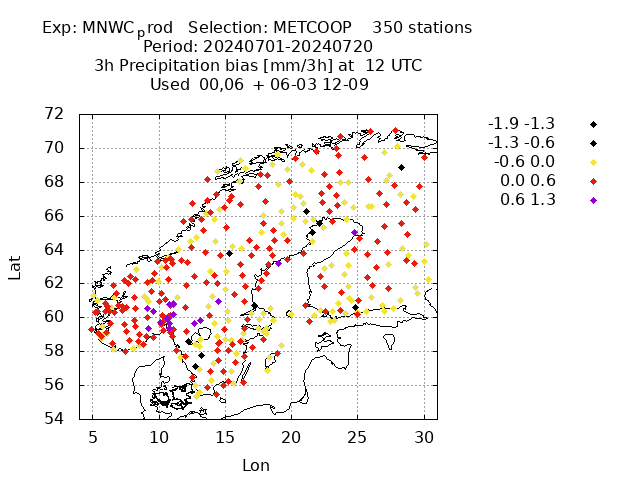 Exp: MNWCprod   Selection: METCOOP    350 stations
Period: 20240701-20240720
3h Precipitation bias [mm/3h] at  12 UTC
Used  00,06  + 06-03 12-09
72
70
68
66
64
62
60
58
56
54
5 10 15 20 25 30
Lat
Lon
-1.9 -1.3
-1.3 -0.6
-0.6 0.0
0.0 0.6
0.6 1.3